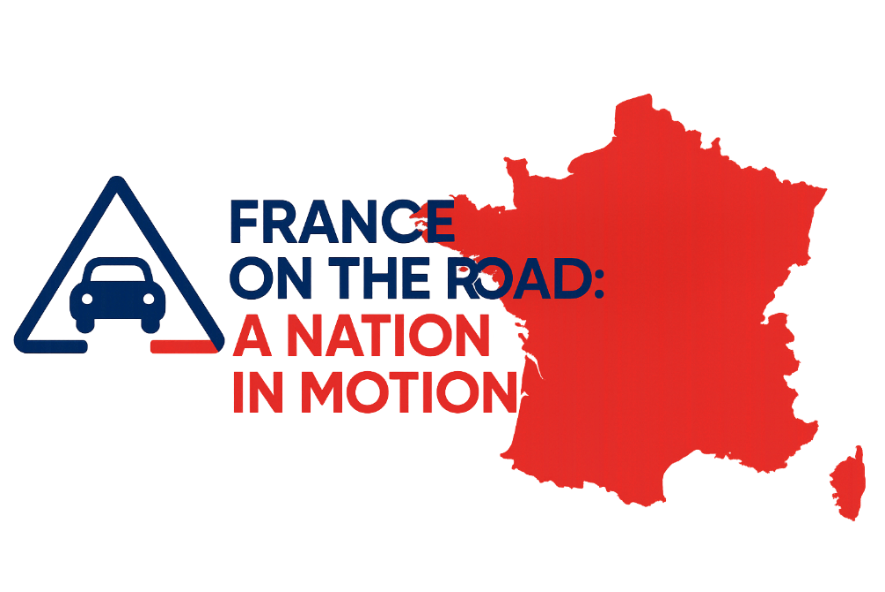 FRANCE
ON THE ROAD:
A NATION
IN MOTION